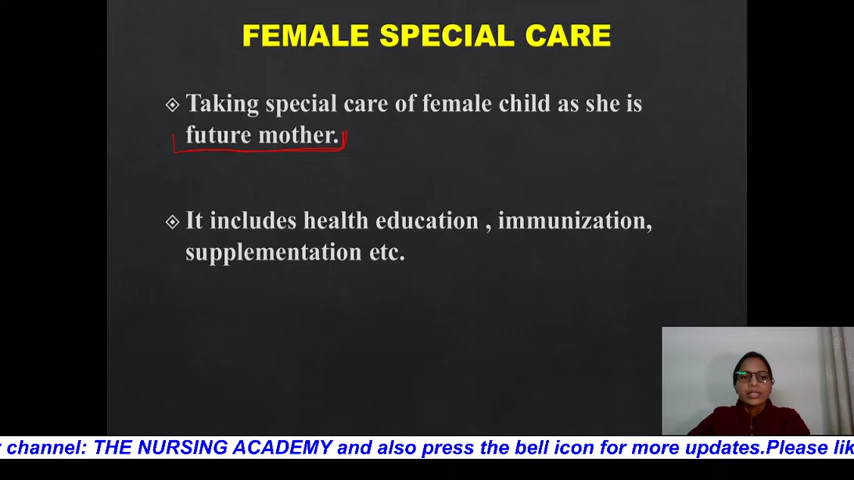 FEMALE SPECIAL CARE
Taking special care of female child as she is
future mother.
It includes health education , immunization,
supplementation etc.
channel: THE NURSING ACADEMY and also press the bell icon for more updates.Please